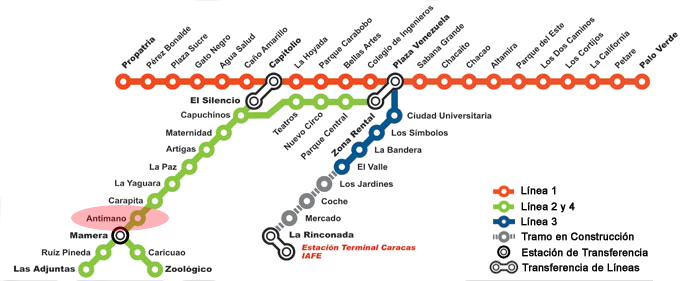 Propatria
Pérez Bonalde
Plaza Sucre
Gato Negro
Agua Salud
Caño Amarillo
Capitolio
La Hoyada
Parque Carabobo
Bellas Artes
Colegio de Ingenieros
Plaza Venezuela
Sabana Grande
Chacaíto
Chacao
Altamira
Parque del Este
Los Dos Caminos
Los Cortijos
La California
Petare
Palo Verde
El Silencio
Capuchinos
Teatros
Nuevo Circo
Parque Central
Zona Rental
Ciudad Universitaria
Maternidad
Los Símbolos
Artigas
La Bandera
La Paz
El Valle
La Yaguara
Los Jardines
Carapita
Coche
Antímano
Mercado
Mamera
La Rinconada
Ruíz Pineda
Caricuao
Estación Terminal Caracas
IAFE
Las Adjuntas
Zoológico
Línea 1
Línea 2 y 4
Línea 3
Tramo en Construcción
Estación de Transferencia
Transferencia de Líneas